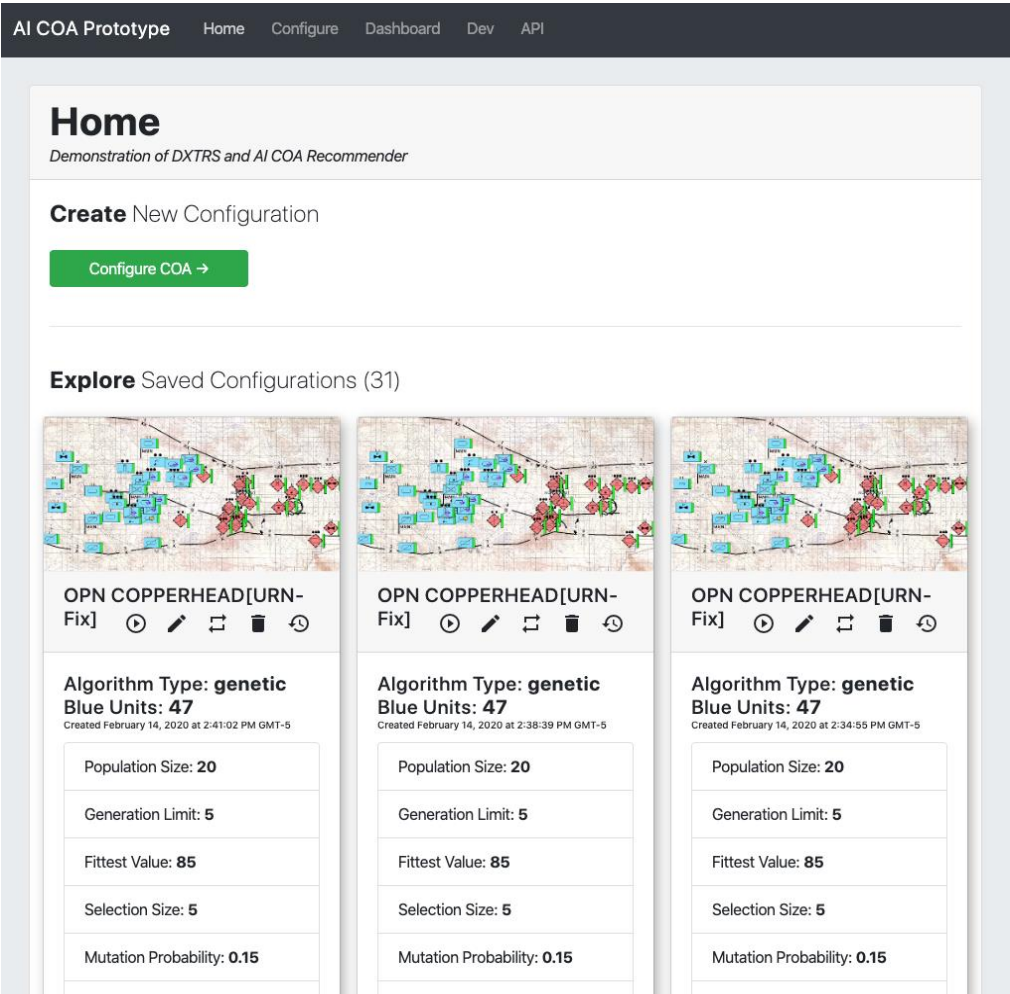 AI COA Prototype Home Configure Dashboard Dev API
Home
Demonstration of DXTRS and AI COA Recommender
Create New Configuration
Configure COA →
Explore Saved Configurations (31)
OPN COPPERHEAD[URN-
Fix]
Algorithm Type: genetic
Blue Units: 47
Created February 14, 2020 at 2:41:02 PM GMT-5
Population Size: 20
Generation Limit: 5
Fittest Value: 85
Selection Size: 5
Mutation Probability: 0.15
OPN COPPERHEAD[URN-
Fix]
Algorithm Type: genetic
Blue Units: 47
Created February 14, 2020 at 2:38:39 PM GMT-5
Population Size: 20
Generation Limit: 5
Fittest Value: 85
Selection Size: 5
Mutation Probability: 0.15
OPN COPPERHEAD[URN-
Fix]
Algorithm Type: genetic
Blue Units: 47
Created February 14, 2020 at 2:34:55 PM GMT-5
Population Size: 20
Generation Limit: 5
Fittest Value: 85
Selection Size: 5
Mutation Probability: 0.15